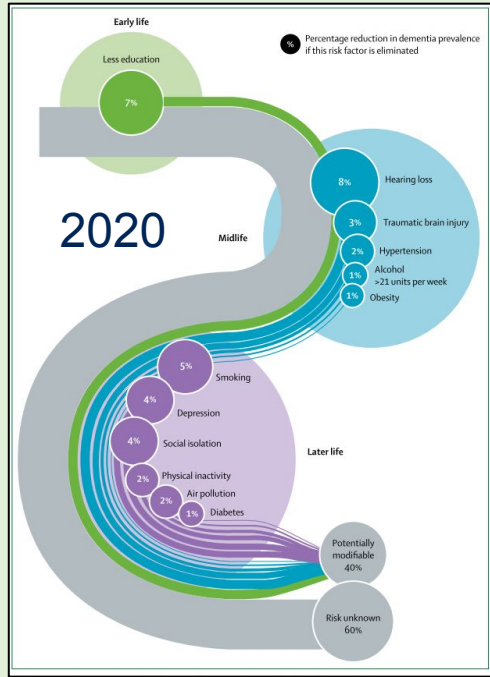 Early life
% Percentage reduction in dementia prevalence
if this risk factor is eliminated
Less education
7%
8%
Hearing loss
3%
Traumatic brain injury
2020
Midlife
2%
Hypertension
1%
Alcohol
>21 units per week
1%
Obesity
5%
Smoking
4%
Depression
4%
Social isolation
Later life
2%
Physical inactivity
2%
Air pollution
1%
Diabetes
Potentially
modifiable
40%
Risk unknown
60%